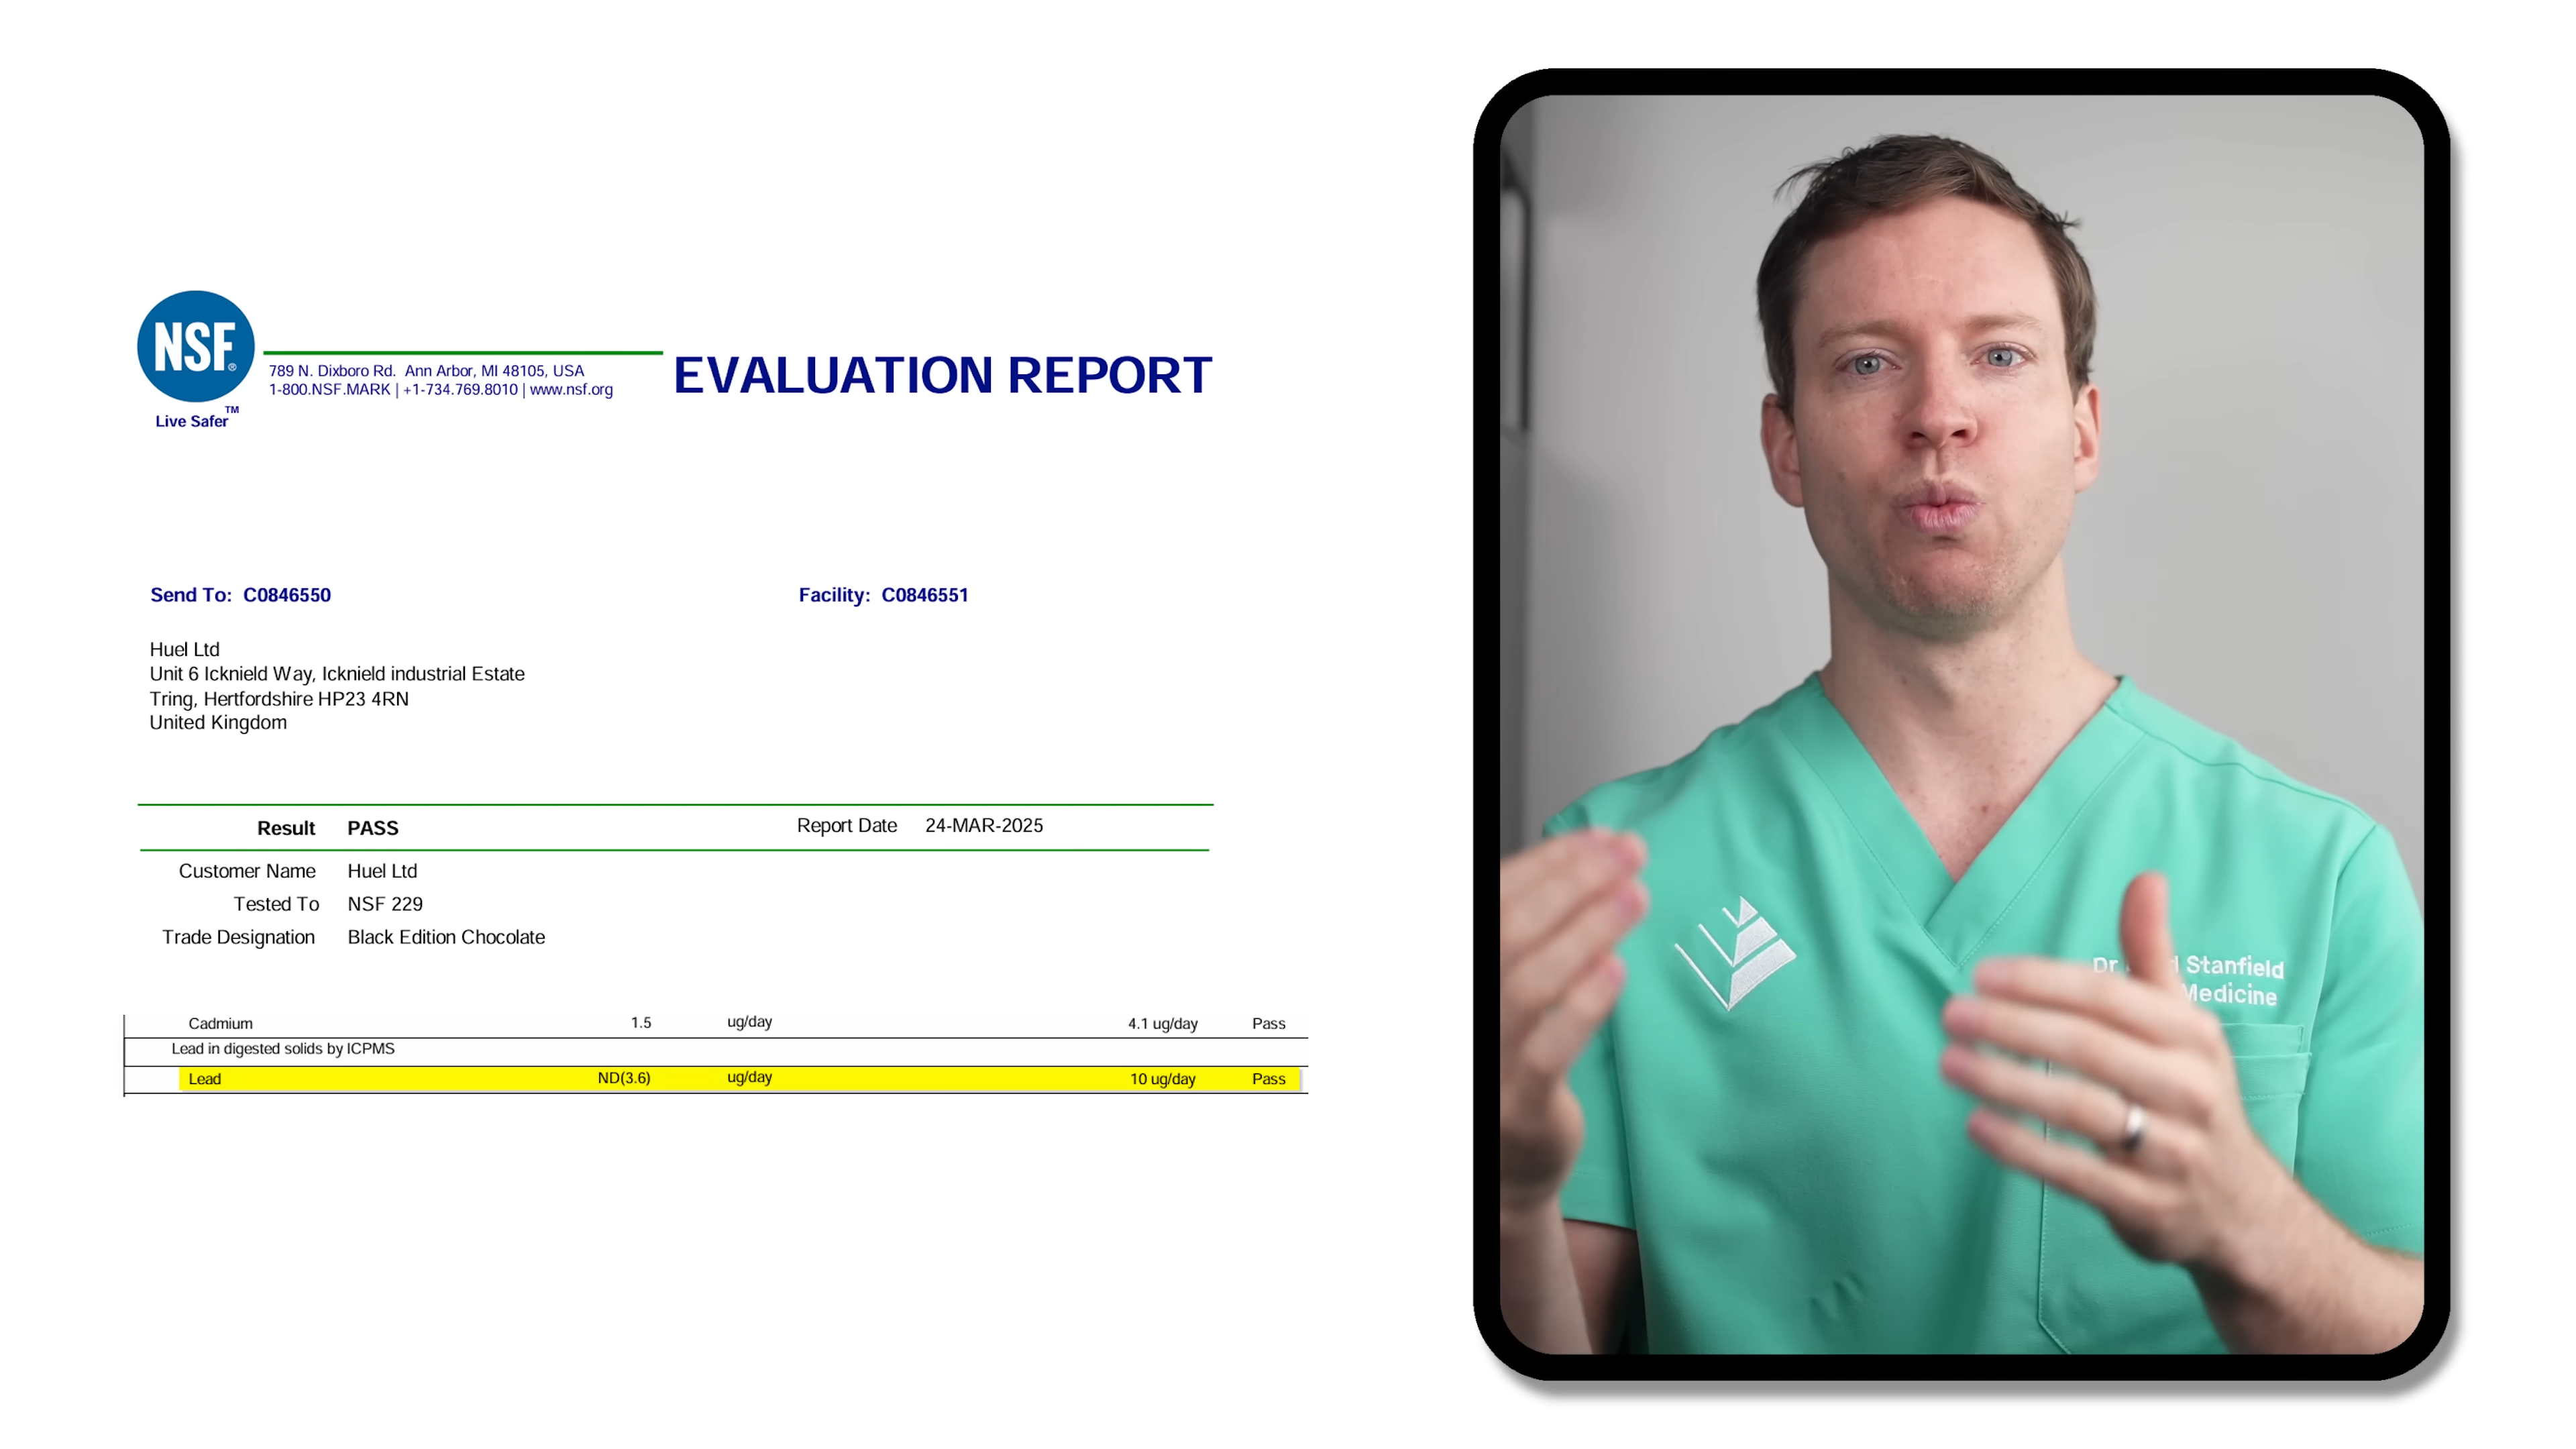 NSF®
789 N. Dixboro Rd. Ann Arbor, MI 48105, USA
1-800.NSF.MARK | +1-734.769.8010 | www.nsf.org
Live Safer™
EVALUATION REPORT
Send To: C0846550
Facility: C0846551
Huel Ltd
Unit 6 Icknield Way, Icknield industrial Estate
Tring, Hertfordshire HP23 4RN
United Kingdom
Result PASS
Report Date 24-MAR-2025
Customer Name Huel Ltd
Tested To NSF 229
Trade Designation Black Edition Chocolate
Cadmium 1.5 ug/day 4.1 ug/day Pass
Lead in digested solids by ICPMS
Lead ND(3.6) ug/day 10 ug/day Pass
Dr Stanfield
Medicine